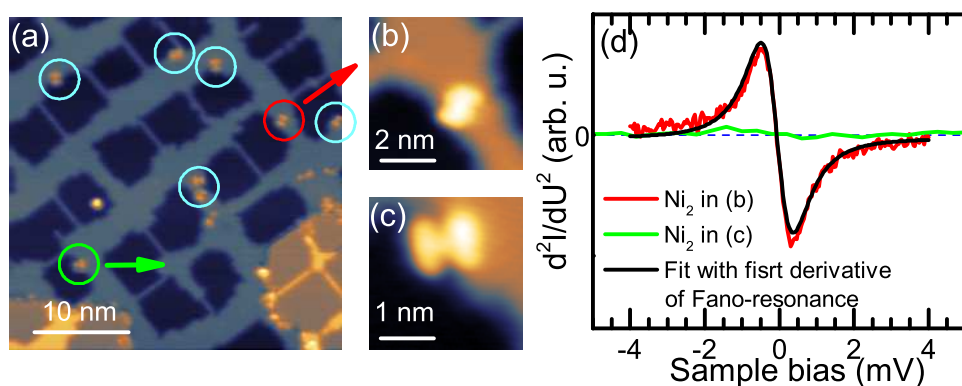 (a)
10 nm
(b)
2 nm
(c)
1 nm
(d)
d²I/dU² (arb. u.)
0
Ni₂ in (b)
Ni₂ in (c)
Fit with fisrt derivative
of Fano-resonance
-4 -2 0 2 4
Sample bias (mV)